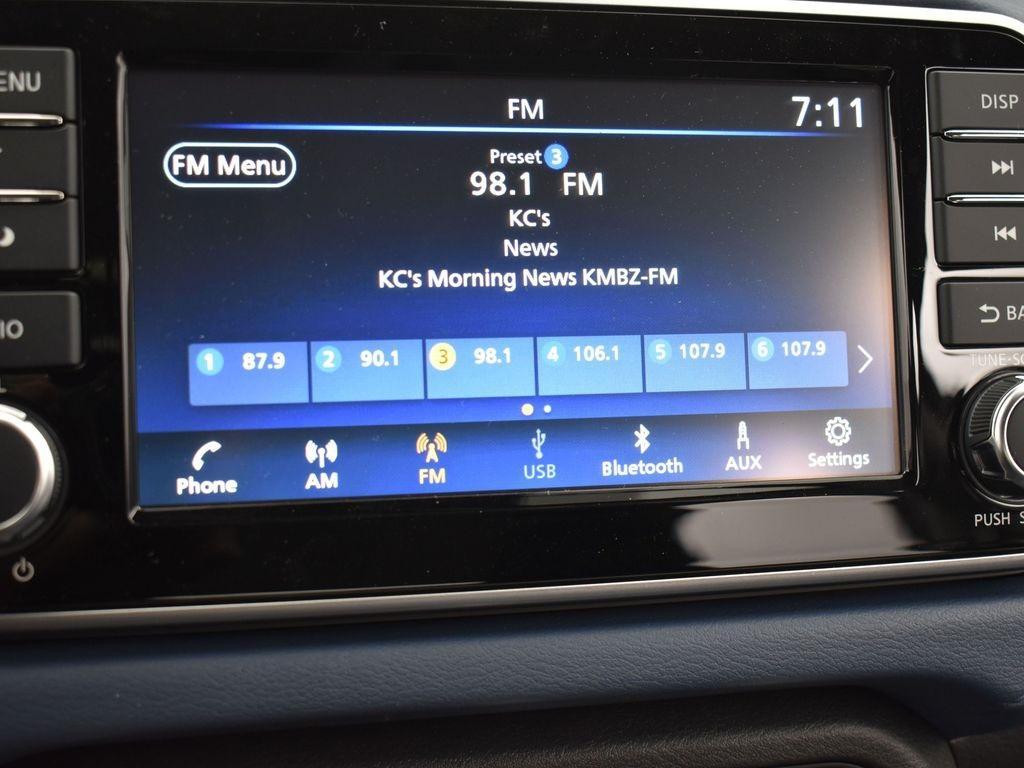 ENU
FM
7:11
DISP
FM Menu
Preset 3
98.1 FM
KC's
News
KC's Morning News KMBZ-FM
1 87.9
2 90.1
3 98.1
4 106.1
5 107.9
6 107.9
IO
BA
TUNE-SC
Phone
AM
FM
USB
Bluetooth
AUX
Settings
PUSH S